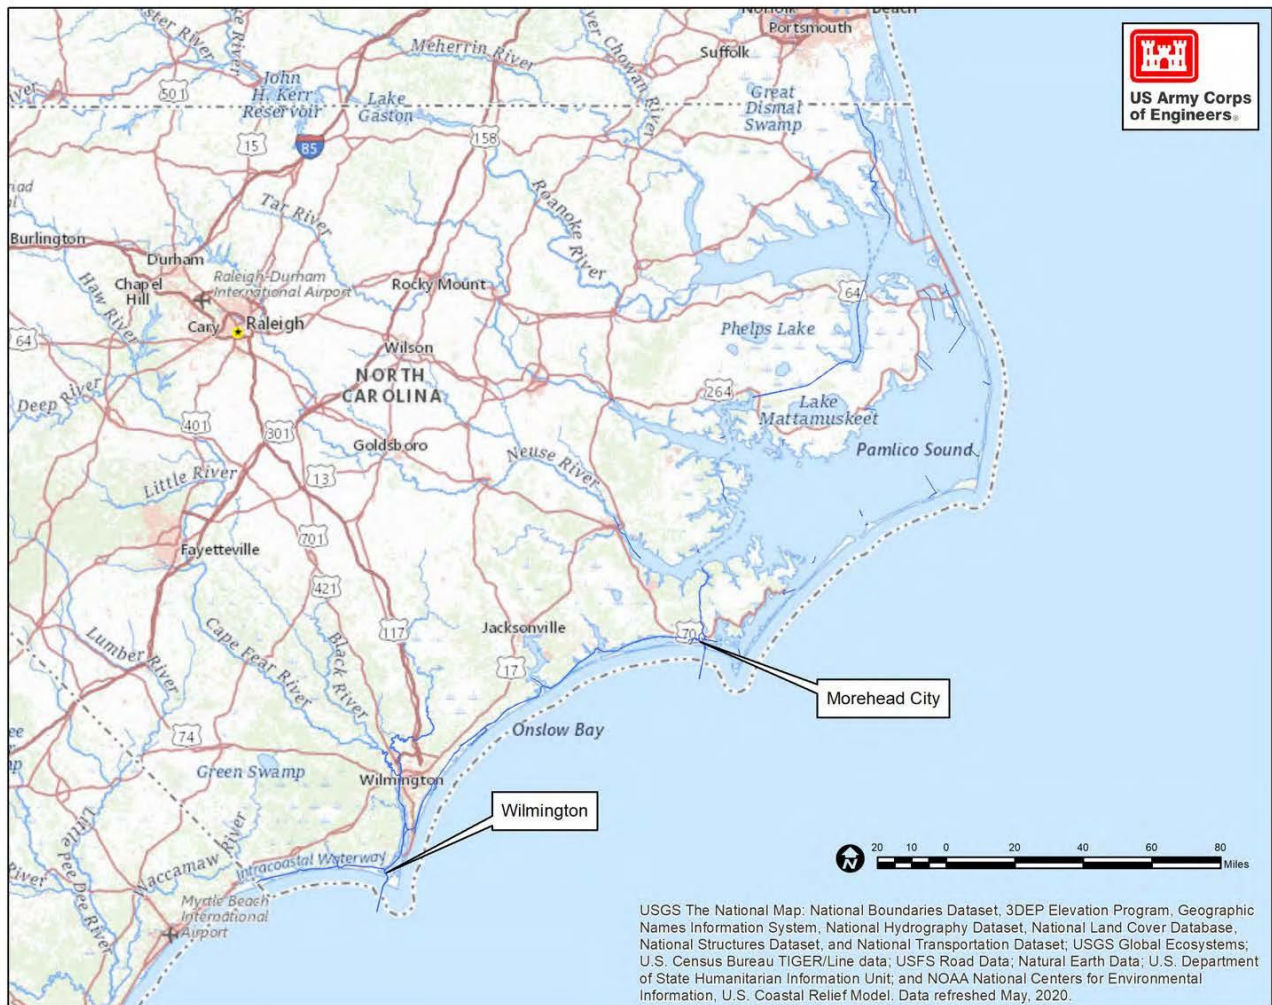 Norfolk
Beach
Portsmouth
Suffolk
Meherrin River
Chowan River
John
H. Kerr
Reservoir
Lake
Gaston
Great
Dismal
Swamp
US Army Corps
of Engineers®
501
15
85
158
Roanoke
River
Tar River
Burlington
Durham
Chapel
Hill
Raleigh-Durham
International Airport
Haw River
Rocky Mount
64
Cary
Raleigh
64
Phelps Lake
Wilson
NORTH
CAROLINA
Deep River
264
Lake
Mattamuskeet
401
301
Goldsboro
Neuse River
Pamlico Sound
Little River
13
701
Fayetteville
421
Lumber River
Cape Fear River
Black River
117
Jacksonville
17
70
Morehead City
74
Onslow Bay
Green Swamp
Wilmington
Wilmington
Little Pee Dee River
Waccamaw River
Intracoastal Waterway
River
Myrtle Beach
International
Airport
N
20 10 0 20 40 60 80
Miles
USGS The National Map: National Boundaries Dataset, 3DEP Elevation Program, Geographic
Names Information System, National Hydrography Dataset, National Land Cover Database,
National Structures Dataset, and National Transportation Dataset; USGS Global Ecosystems;
U.S. Census Bureau TIGER/Line data; USFS Road Data; Natural Earth Data; U.S. Department
of State Humanitarian Information Unit; and NOAA National Centers for Environmental
Information, U.S. Coastal Relief Model. Data refreshed May, 2020.